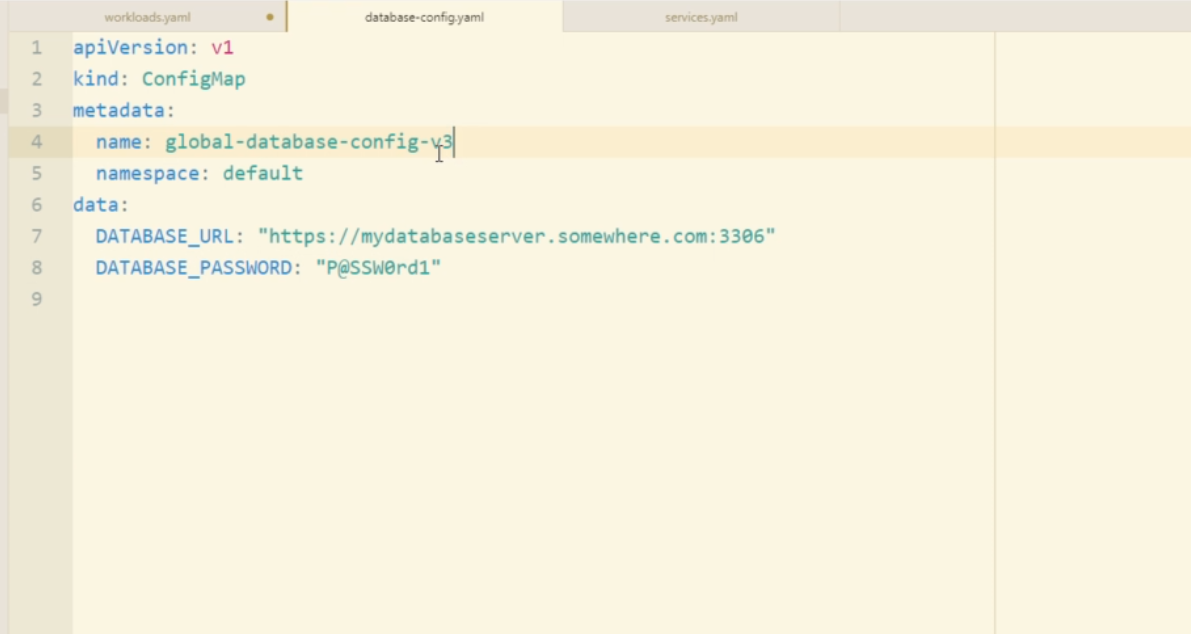 workloads.yaml database-config.yaml services.yaml
1 apiVersion: v1
2 kind: ConfigMap
3 metadata:
4   name: global-database-config-v3
5   namespace: default
6 data:
7   DATABASE_URL: "https://mydatabaseserver.somewhere.com:3306"
8   DATABASE_PASSWORD: "P@SSW0rd1"
9